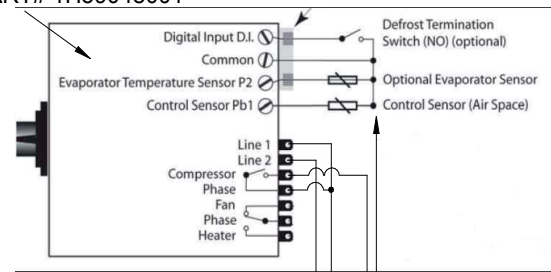 Digital Input D.I.
Defrost Termination
Switch (NO) (optional)
Common
Evaporator Temperature Sensor P2
Optional Evaporator Sensor
Control Sensor Pb1
Control Sensor (Air Space)
Line 1
Line 2
Compressor
Phase
Fan
Phase
Heater